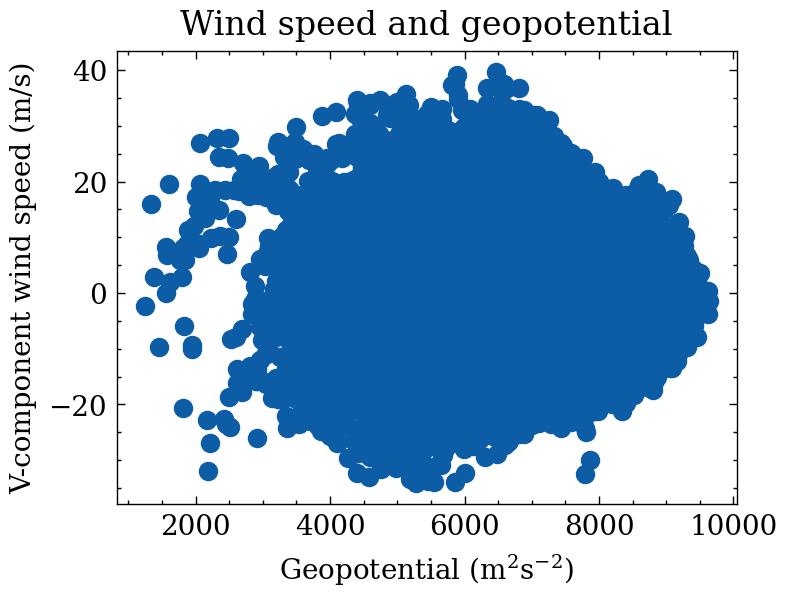 Wind speed and geopotential
V-component wind speed (m/s)
40
20
0
−20
2000 4000 6000 8000 10000
Geopotential (m²s⁻²)